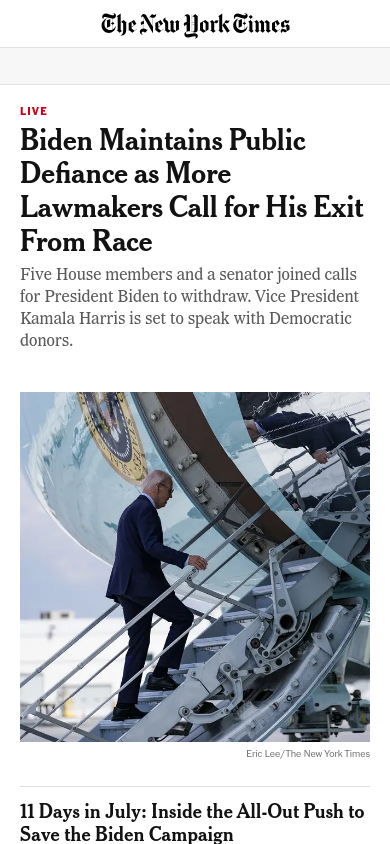 The New York Times
LIVE
Biden Maintains Public
Defiance as More
Lawmakers Call for His Exit
From Race
Five House members and a senator joined calls
for President Biden to withdraw. Vice President
Kamala Harris is set to speak with Democratic
donors.
Eric Lee/The New York Times
11 Days in July: Inside the All-Out Push to
Save the Biden Campaign